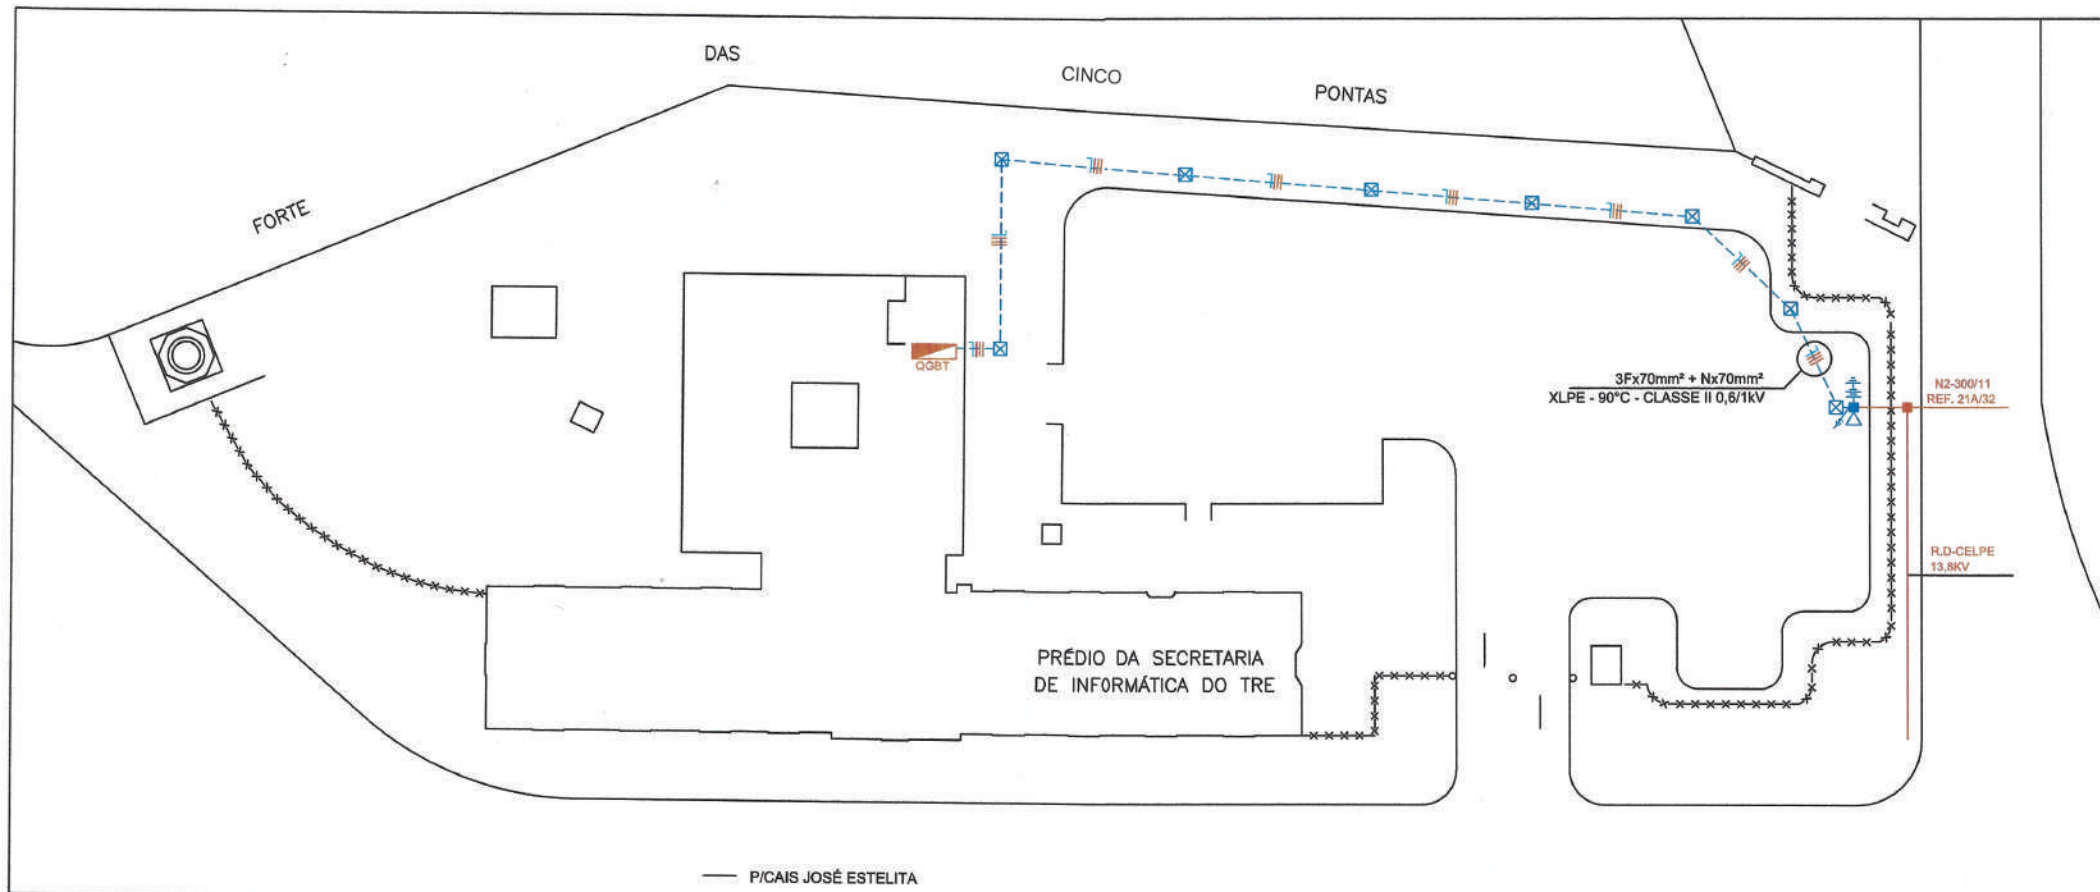 DAS
CINCO
PONTAS
FORTE
QGBT
3Fx70mm² + Nx70mm²
XLPE - 90°C - CLASSE II 0,6/1kV
N2-300/11
REF. 21A/32
R.D-CELPE
13,8KV
PRÉDIO DA SECRETARIA
DE INFORMÁTICA DO TRE
P/CAIS JOSÉ ESTELITA